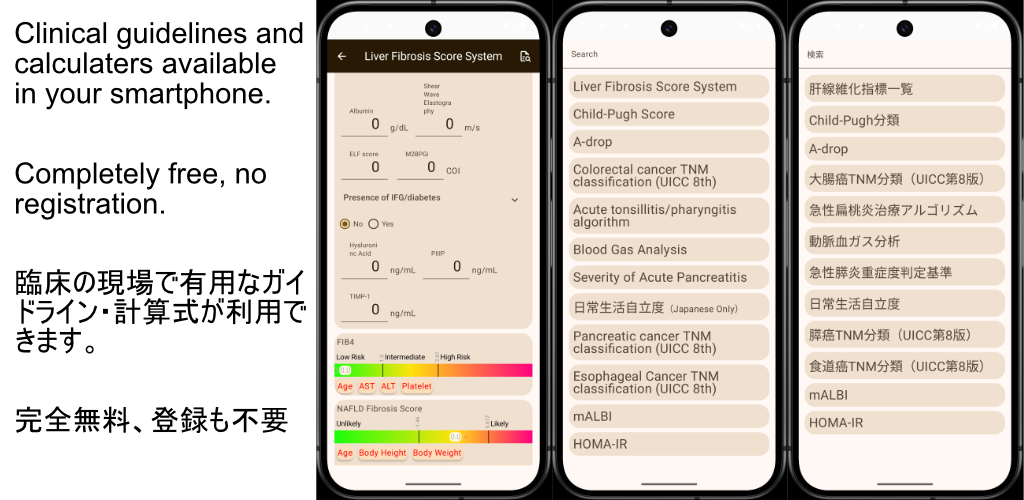 Clinical guidelines and
calculaters available
in your smartphone.
Completely free, no
registration.
臨床の現場で有用なガイ
ドライン・計算式が利用で
きます。
完全無料、登録も不要
Liver Fibrosis Score System
Albumin
0 g/dL
Shear
Wave
Elastogra
phy
0 m/s
ELF score
0
M2BPGi
0 COI
Presence of IFG/diabetes
No Yes
Hyaluroni
nc Acid
0 ng/mL
PIIIP
0 ng/mL
TIMP-1
0 ng/mL
FIB4
Low Risk Intermediate High Risk
0.0
Age AST ALT Platelet
NAFLD Fibrosis Score
Unlikely Likely
-1.44
0.672
0.0
Age Body Height Body Weight
Search
Liver Fibrosis Score System
Child-Pugh Score
A-drop
Colorectal cancer TNM
classification (UICC 8th)
Acute tonsillitis/pharyngitis
algorithm
Blood Gas Analysis
Severity of Acute Pancreatitis
日常生活自立度（Japanese Only）
Pancreatic cancer TNM
classification (UICC 8th)
Esophageal Cancer TNM
classification (UICC 8th)
mALBI
HOMA-IR
検索
肝線維化指標一覧
Child-Pugh分類
A-drop
大腸癌TNM分類（UICC第8版）
急性扁桃炎治療アルゴリズム
動脈血ガス分析
急性膵炎重症度判定基準
日常生活自立度
膵癌TNM分類（UICC第8版）
食道癌TNM分類（UICC第8版）
mALBI
HOMA-IR